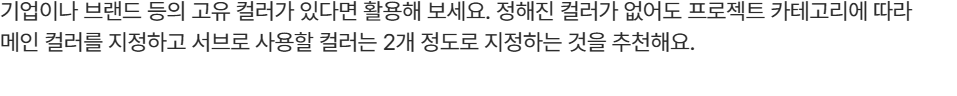 기업이나 브랜드 등의 고유 컬러가 있다면 활용해 보세요. 정해진 컬러가 없어도 프로젝트 카테고리에 따라
메인 컬러를 지정하고 서브로 사용할 컬러는 2개 정도로 지정하는 것을 추천해요.